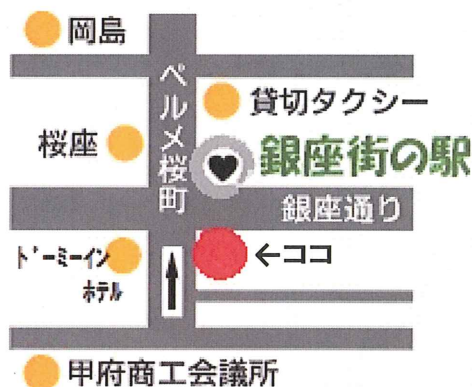 岡島
ペルメ桜町
貸切タクシー
桜座
銀座街の駅
銀座通り
ドーミーイン
ホテル
←ココ
甲府商工会議所